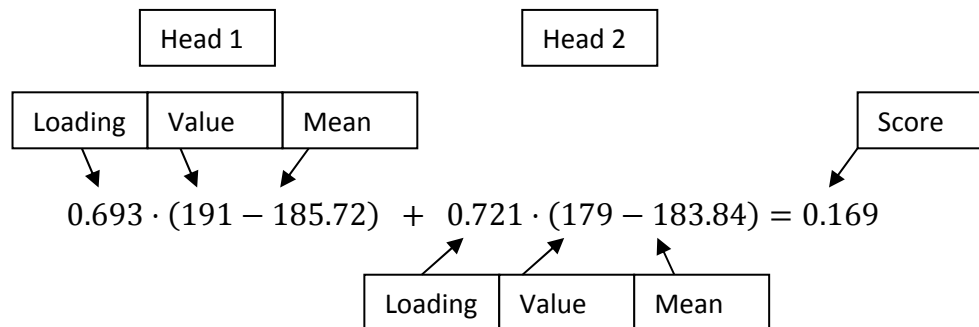 Head 1 Head 2
Loading Value Mean Score
0.693 · (191 − 185.72) + 0.721 · (179 − 183.84) = 0.169
Loading Value Mean